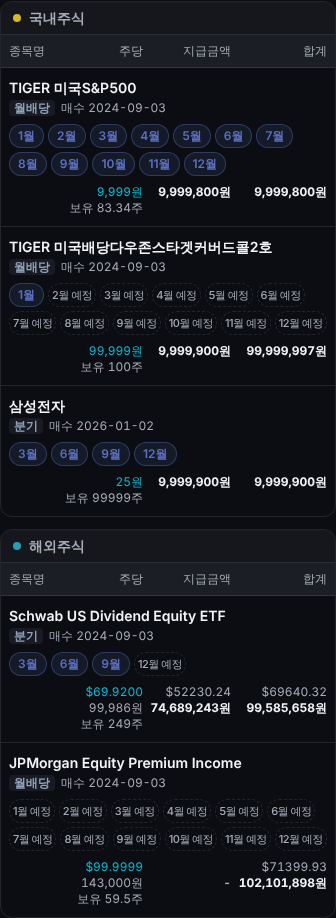 국내주식
종목명 주당 지급금액 합계
TIGER 미국S&P500
월배당 매수 2024-09-03
1월 2월 3월 4월 5월 6월 7월
8월 9월 10월 11월 12월
9,999원 9,999,800원 9,999,800원
보유 83.34주
TIGER 미국배당다우존스타겟커버드콜2호
월배당 매수 2024-09-03
1월 2월 예정 3월 예정 4월 예정 5월 예정 6월 예정
7월 예정 8월 예정 9월 예정 10월 예정 11월 예정 12월 예정
99,999원 9,999,900원 99,999,997원
보유 100주
삼성전자
분기 매수 2026-01-02
3월 6월 9월 12월
25원 9,999,900원 9,999,900원
보유 99999주
해외주식
종목명 주당 지급금액 합계
Schwab US Dividend Equity ETF
분기 매수 2024-09-03
3월 6월 9월 12월 예정
$69.9200 $52230.24 $69640.32
99,986원 74,689,243원 99,585,658원
보유 249주
JPMorgan Equity Premium Income
월배당 매수 2024-09-03
1월 예정 2월 예정 3월 예정 4월 예정 5월 예정 6월 예정
7월 예정 8월 예정 9월 예정 10월 예정 11월 예정 12월 예정
$99.9999 $71399.93
143,000원 - 102,101,898원
보유 59.5주